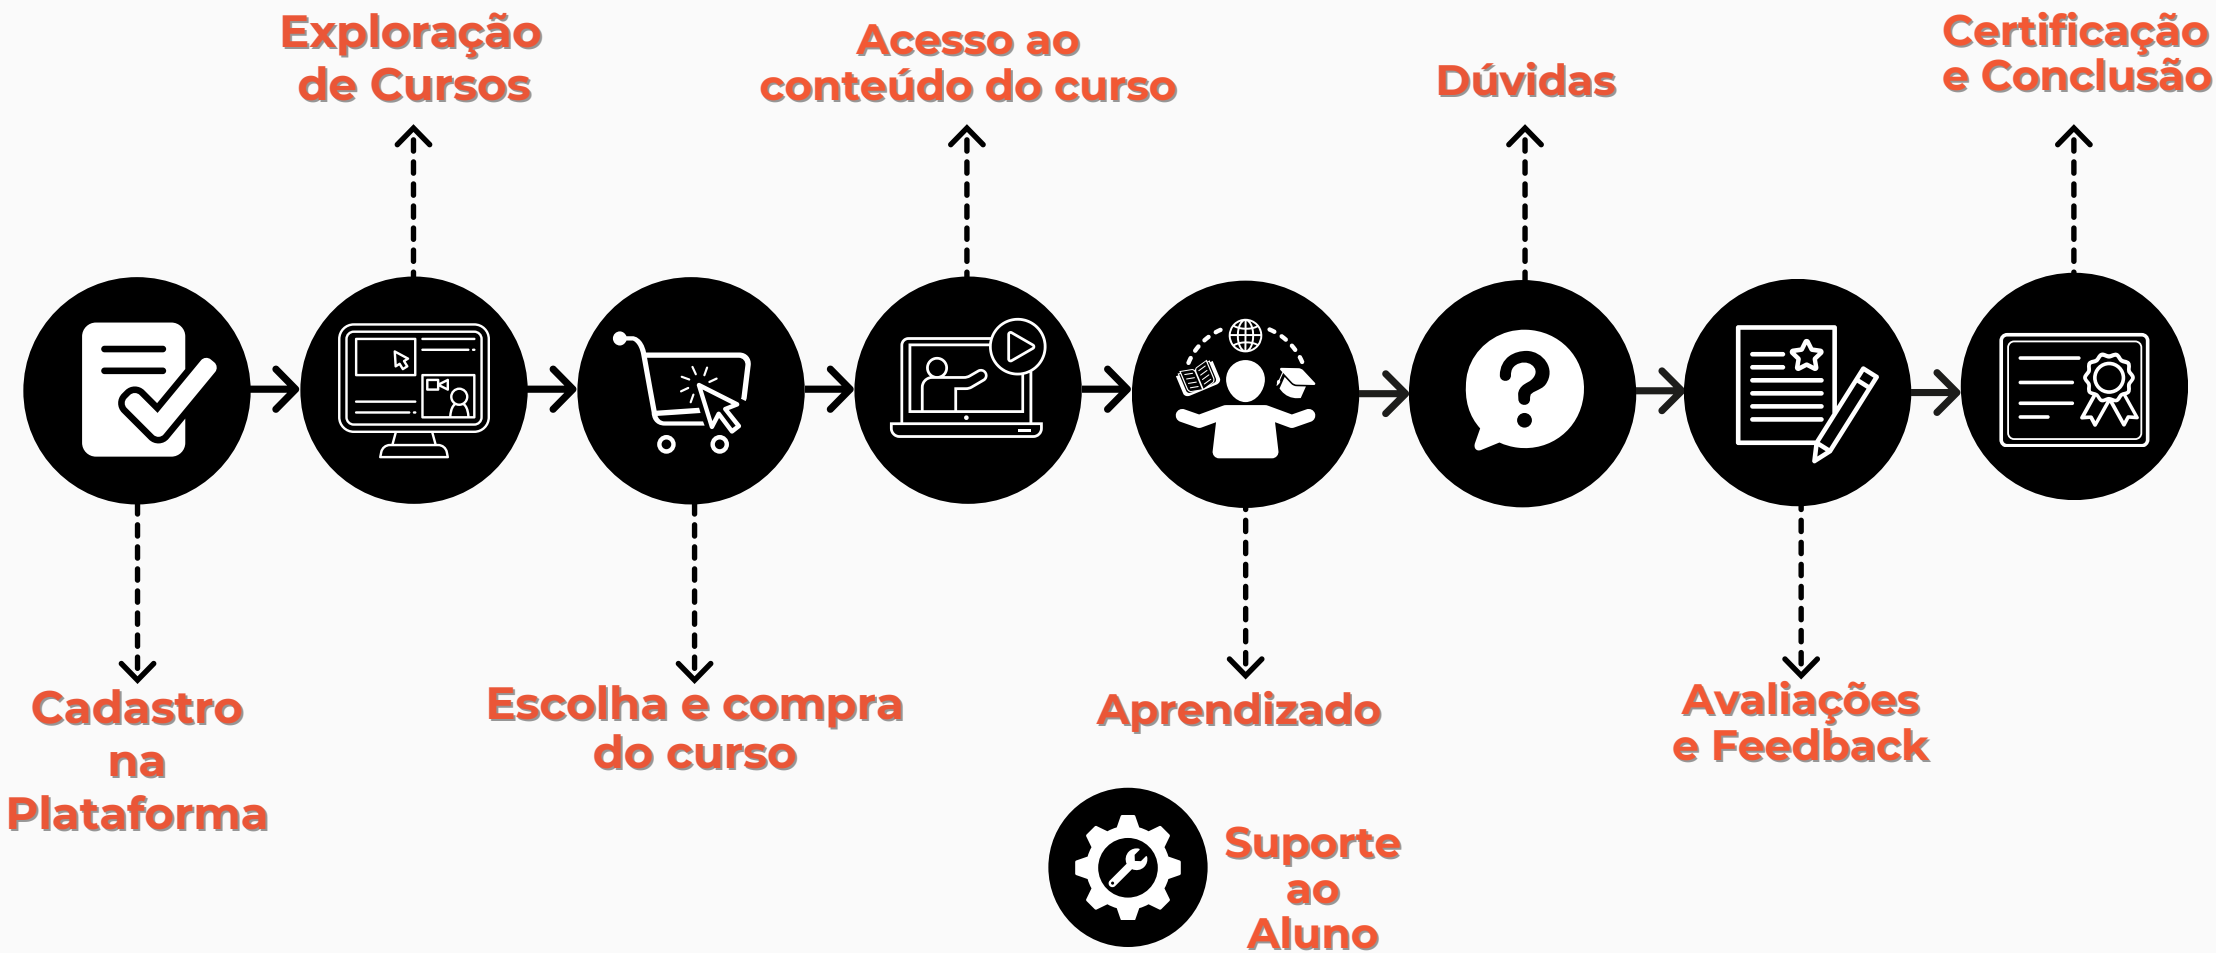 Exploração
de Cursos
Acesso ao
conteúdo do curso
Dúvidas
Certificação
e Conclusão
Cadastro
na
Plataforma
Escolha e compra
do curso
Aprendizado
Avaliações
e Feedback
Suporte
ao
Aluno